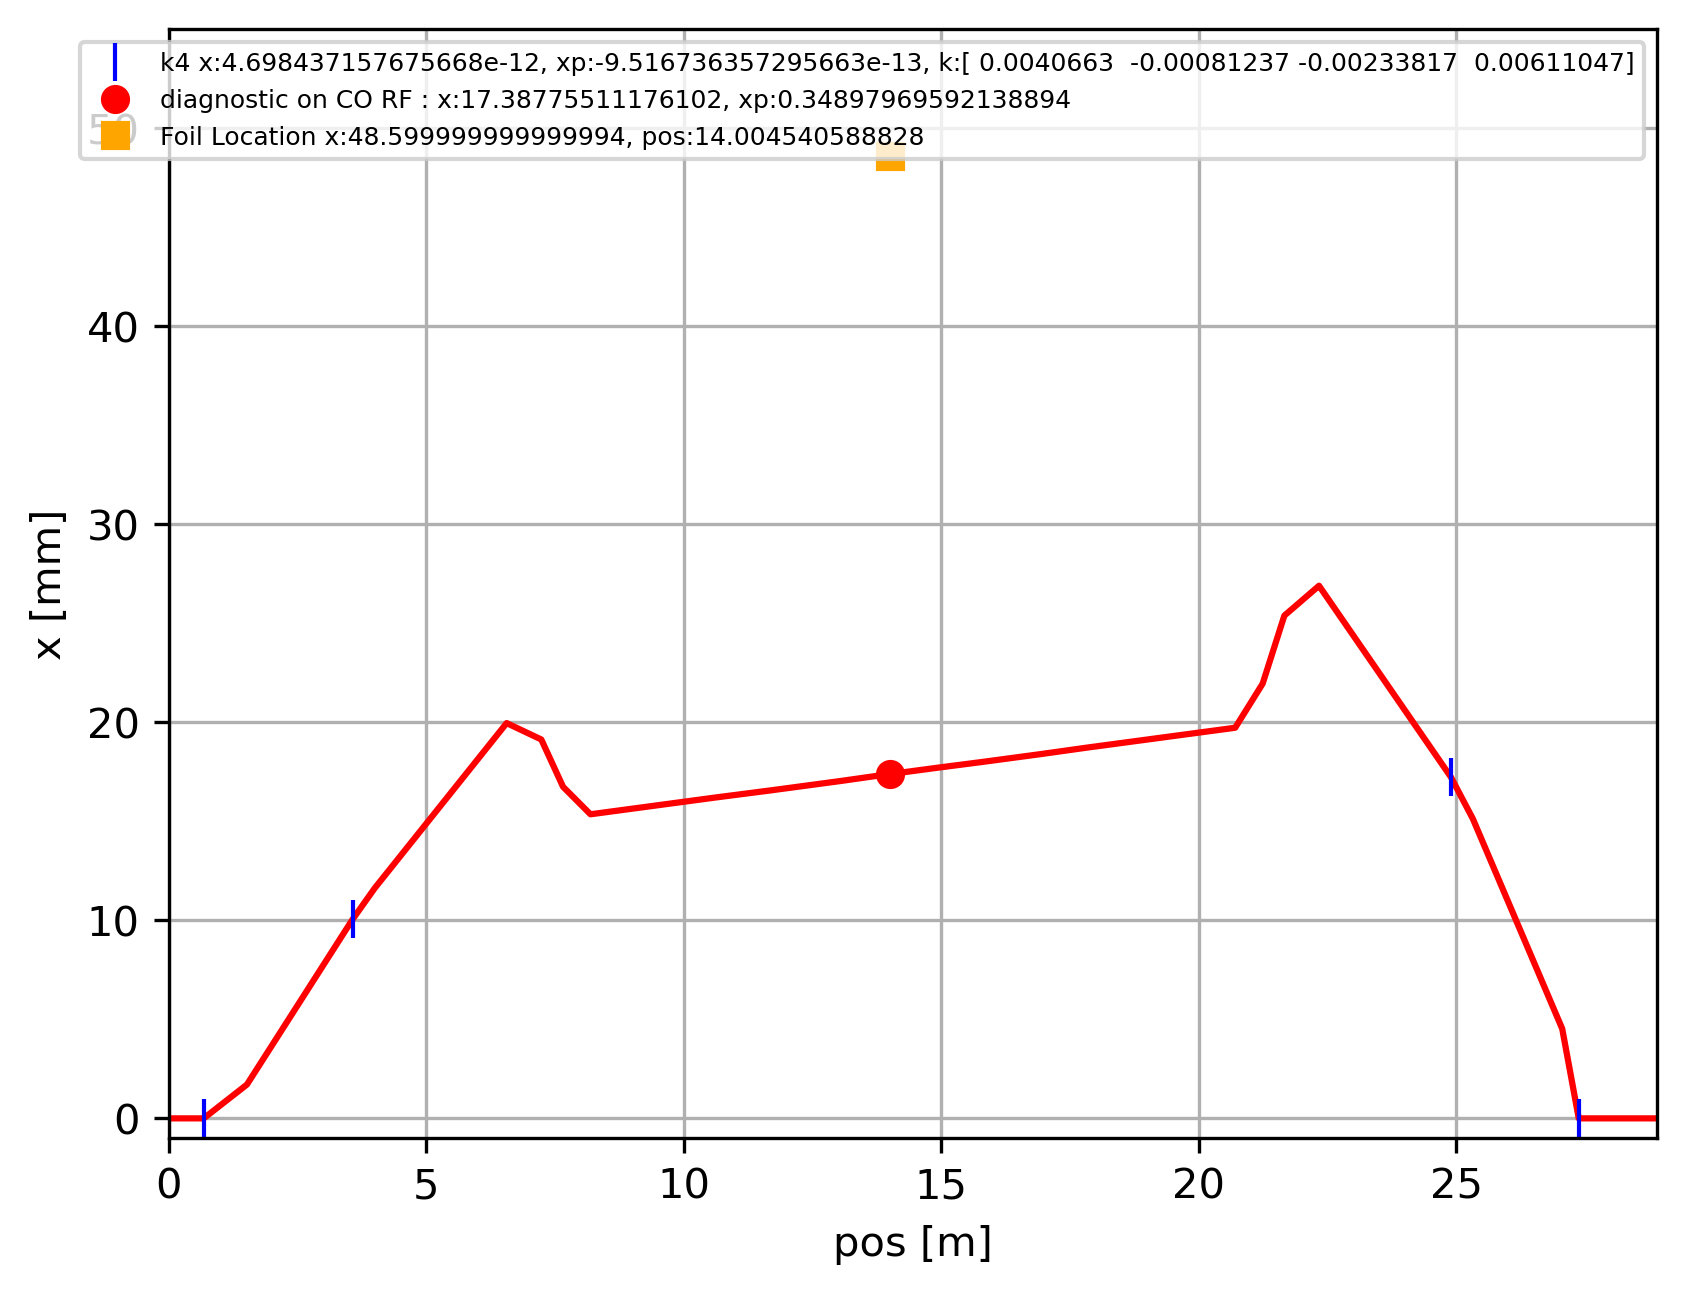 k4 x:4.698437157675668e-12, xp:-9.516736357295663e-13, k:[ 0.0040663 -0.00081237 -0.00233817 0.00611047]
diagnostic on CO RF : x:17.38775511176102, xp:0.34897969592138894
Foil Location x:48.599999999999994, pos:14.004540588828
50
40
30
20
10
0
x [mm]
0 5 10 15 20 25
pos [m]